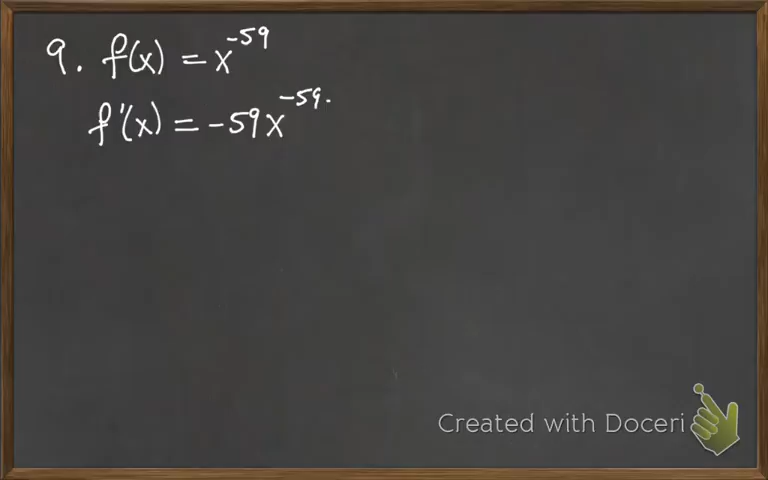 9. f(x) = x^{-59}
f'(x) = -59x^{-59.}
Created with Doceri